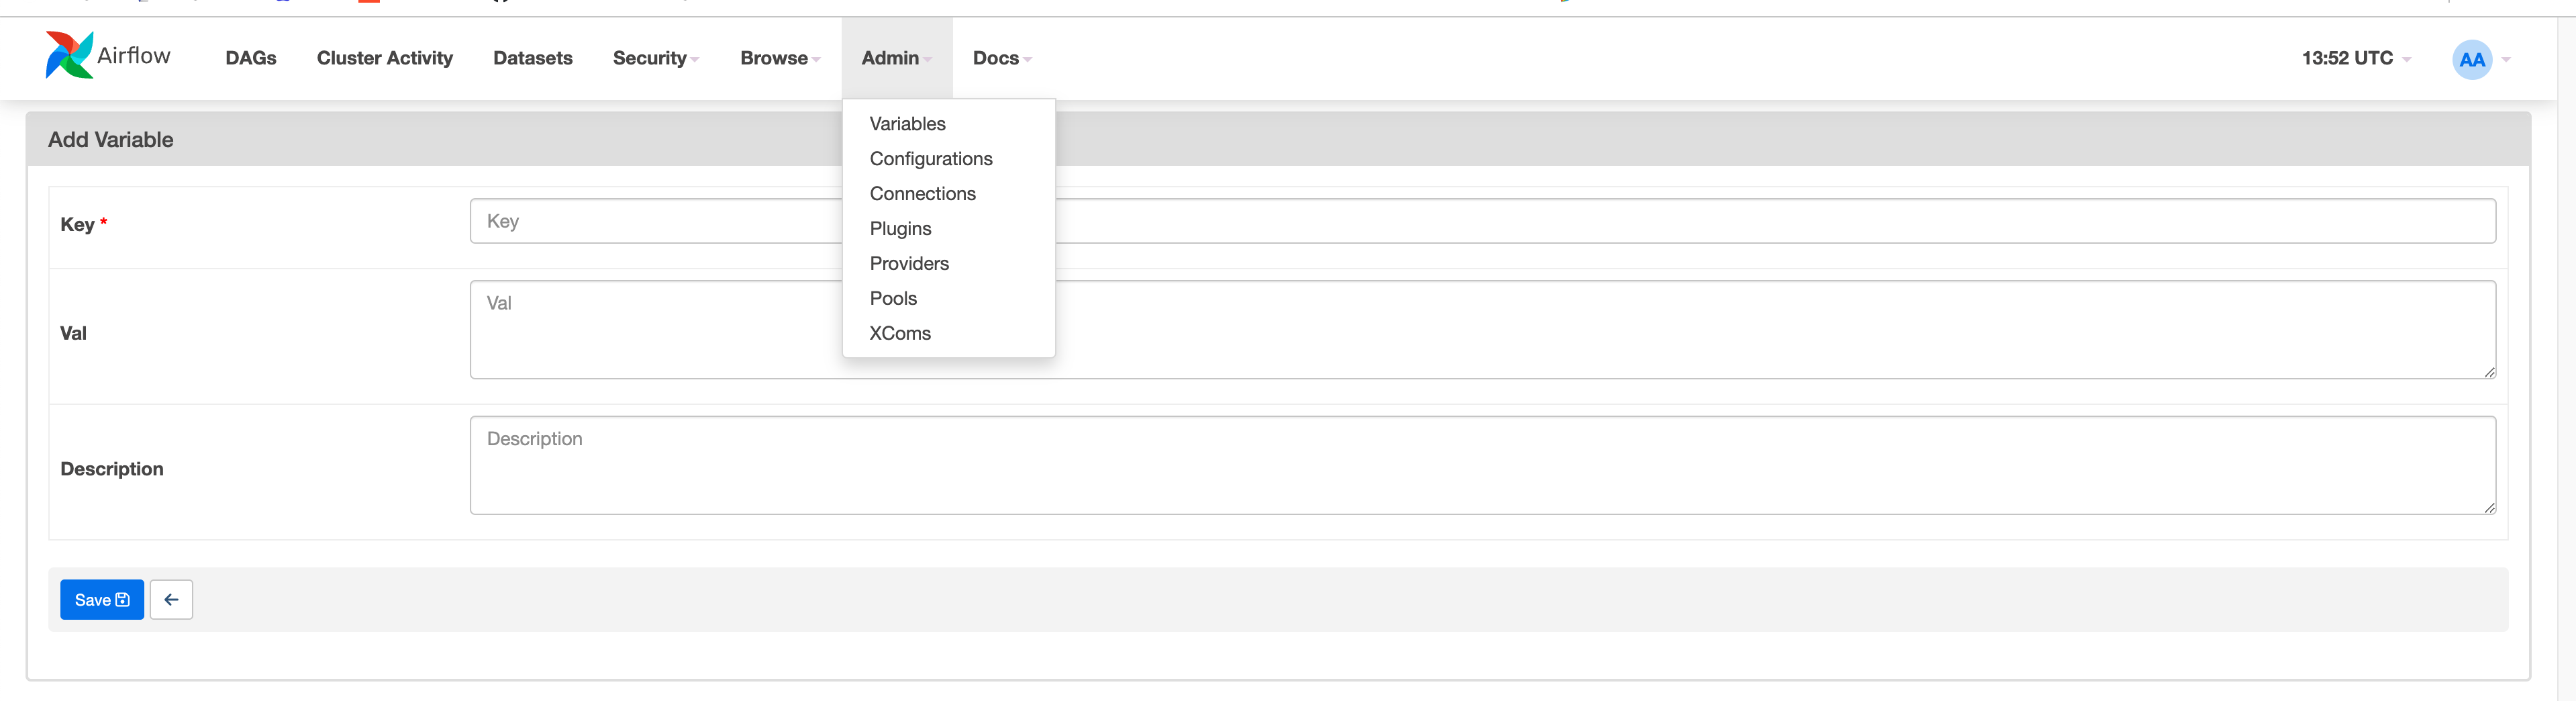 Airflow DAGs Cluster Activity Datasets Security Browse Admin Docs 13:52 UTC AA
Variables
Configurations
Connections
Plugins
Providers
Pools
XComs
Add Variable
Key * Key
Val Val
Description Description
Save